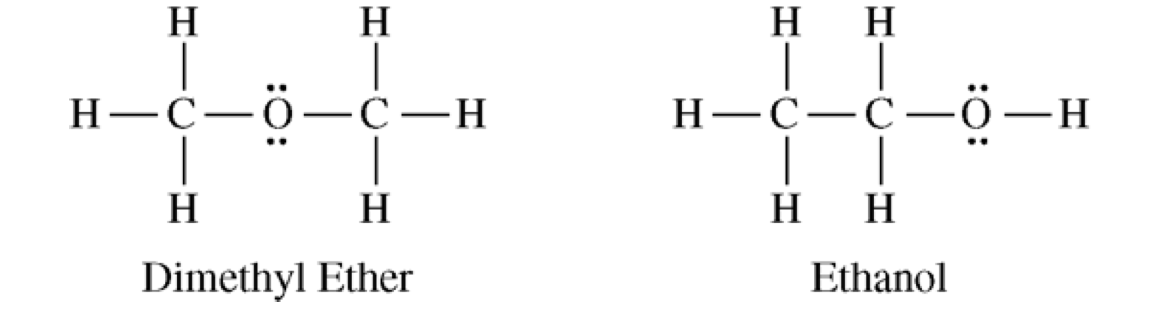 H H H H
H—C—O—C—H H—C—C—O—H
H H H H
Dimethyl Ether Ethanol